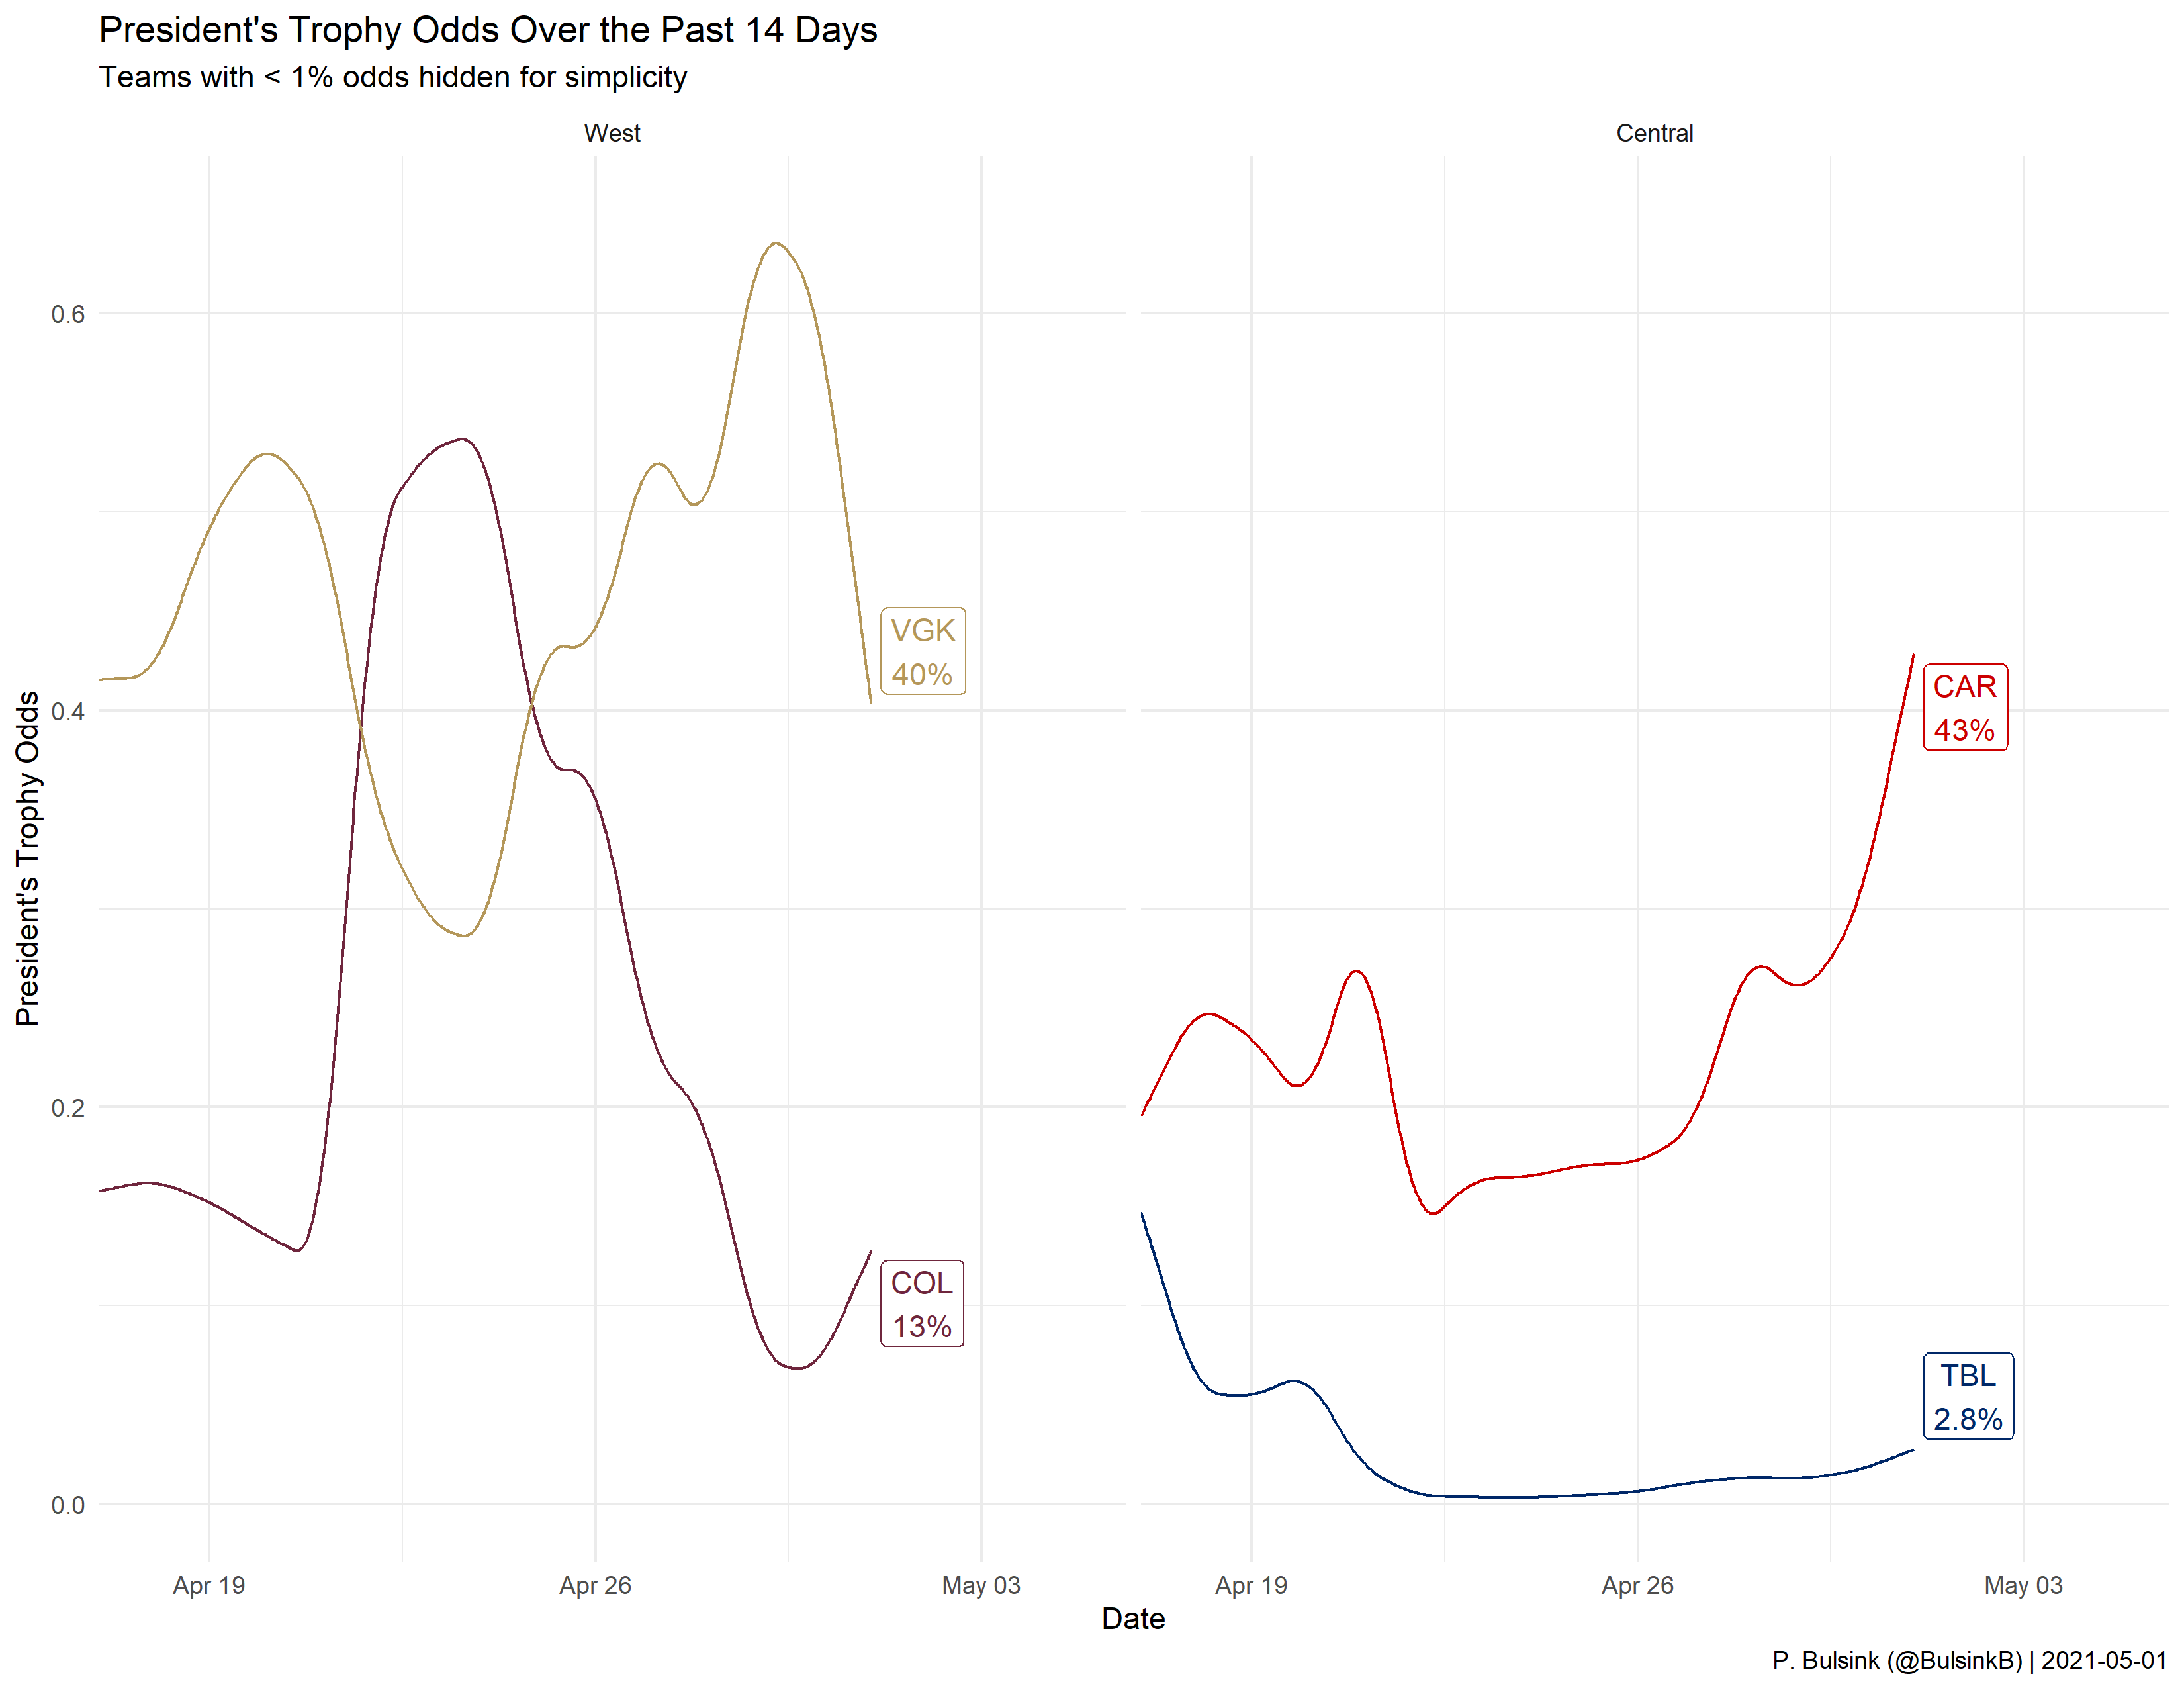 President's Trophy Odds Over the Past 14 Days
Teams with < 1% odds hidden for simplicity
West
Central
President's Trophy Odds
0.6
0.4
0.2
0.0
VGK
40%
COL
13%
CAR
43%
TBL
2.8%
Apr 19
Apr 26
May 03
Apr 19
Apr 26
May 03
Date
P. Bulsink (@BulsinkB) | 2021-05-01